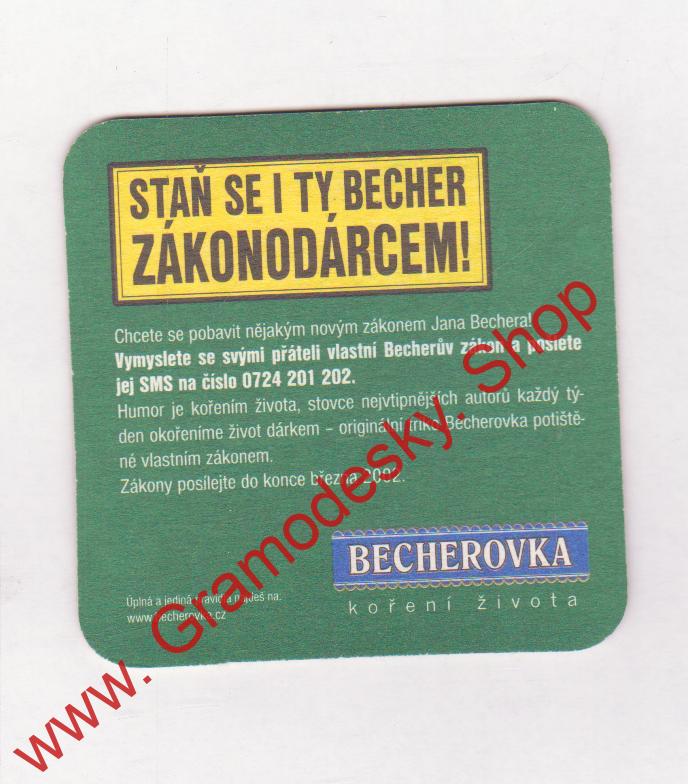 STAŇ SE I TY BECHER
ZÁKONODÁRCEM!
Chcete se pobavit nějakým novým zákonem Jana Bechera!
Vymyslete se svými přáteli vlastní Becherův zákon a pošlete
jej SMS na číslo 0724 201 202.
Humor je kořením života, stovce nejvtipnějších autorů každý tý-
den okořeníme život dárkem – originální triko Becherovka potiště-
né vlastním zákonem.
Zákony posílejte do konce března 2002.
BECHEROVKA
koření života
Úplná a jediná pravidla najdeš na:
www.becherovka.cz
www. Gramodesky. Shop